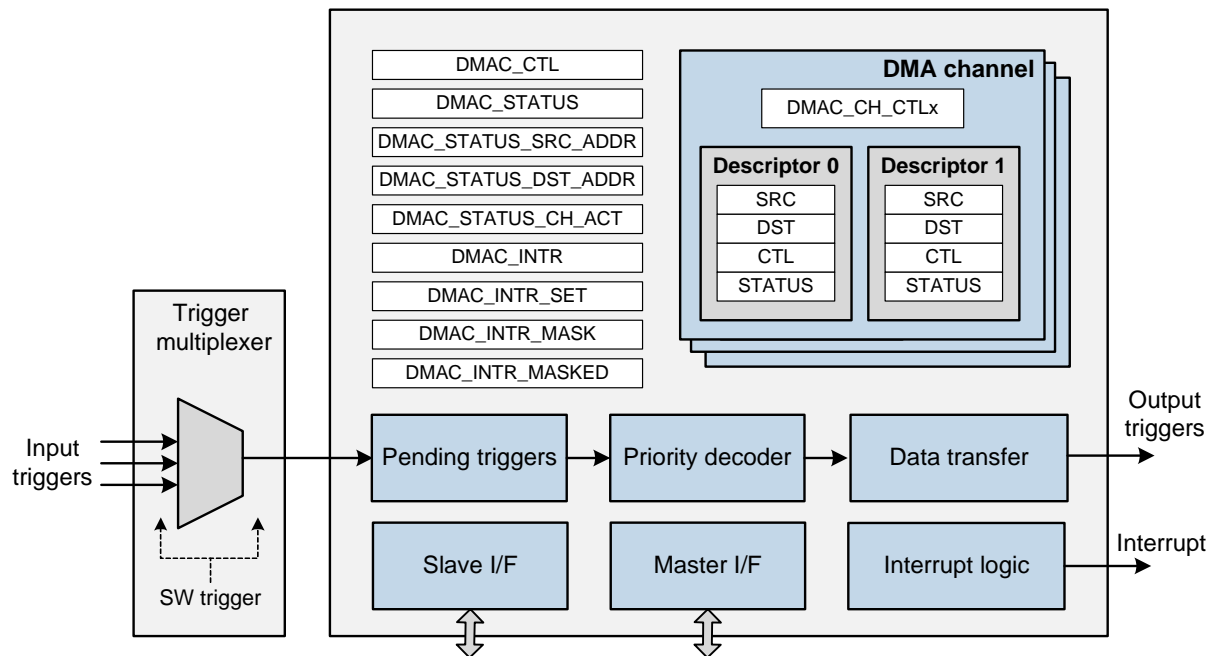 DMAC_CTL
DMAC_STATUS
DMAC_STATUS_SRC_ADDR
DMAC_STATUS_DST_ADDR
DMAC_STATUS_CH_ACT
DMAC_INTR
DMAC_INTR_SET
DMAC_INTR_MASK
DMAC_INTR_MASKED
DMA channel
DMAC_CH_CTLx
Descriptor 0
SRC
DST
CTL
STATUS
Descriptor 1
SRC
DST
CTL
STATUS
Trigger
multiplexer
Input
triggers
SW trigger
Pending triggers
Priority decoder
Data transfer
Output
triggers
Slave I/F
Master I/F
Interrupt logic
Interrupt